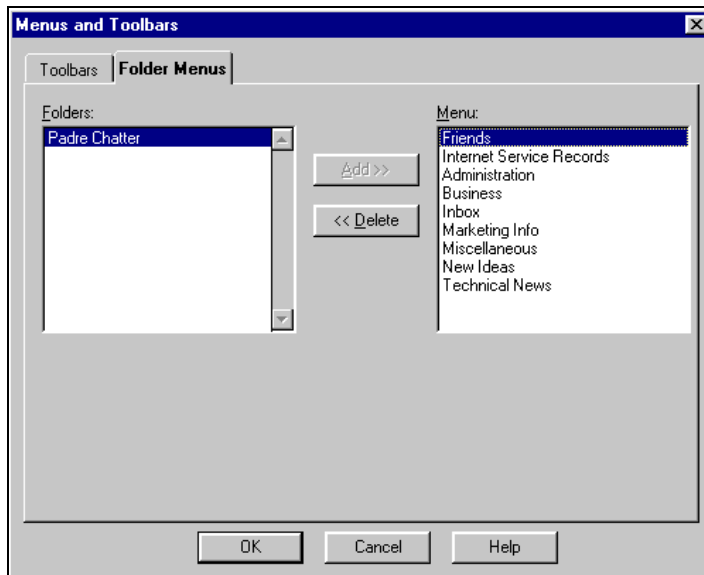 Menus and Toolbars
Toolbars
Folder Menus
Folders:
Padre Chatter
Add >>
<< Delete
Menu:
Friends
Internet Service Records
Administration
Business
Inbox
Marketing Info
Miscellaneous
New Ideas
Technical News
OK
Cancel
Help